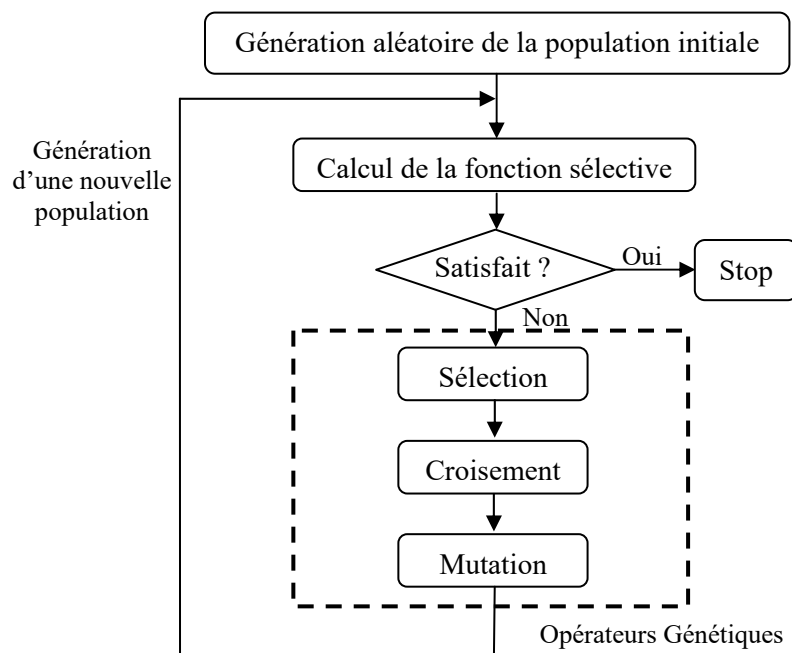 Génération aléatoire de la population initiale
Génération
d'une nouvelle
population
Calcul de la fonction sélective
Satisfait ?
Oui
Stop
Non
Sélection
Croisement
Mutation
Opérateurs Génétiques